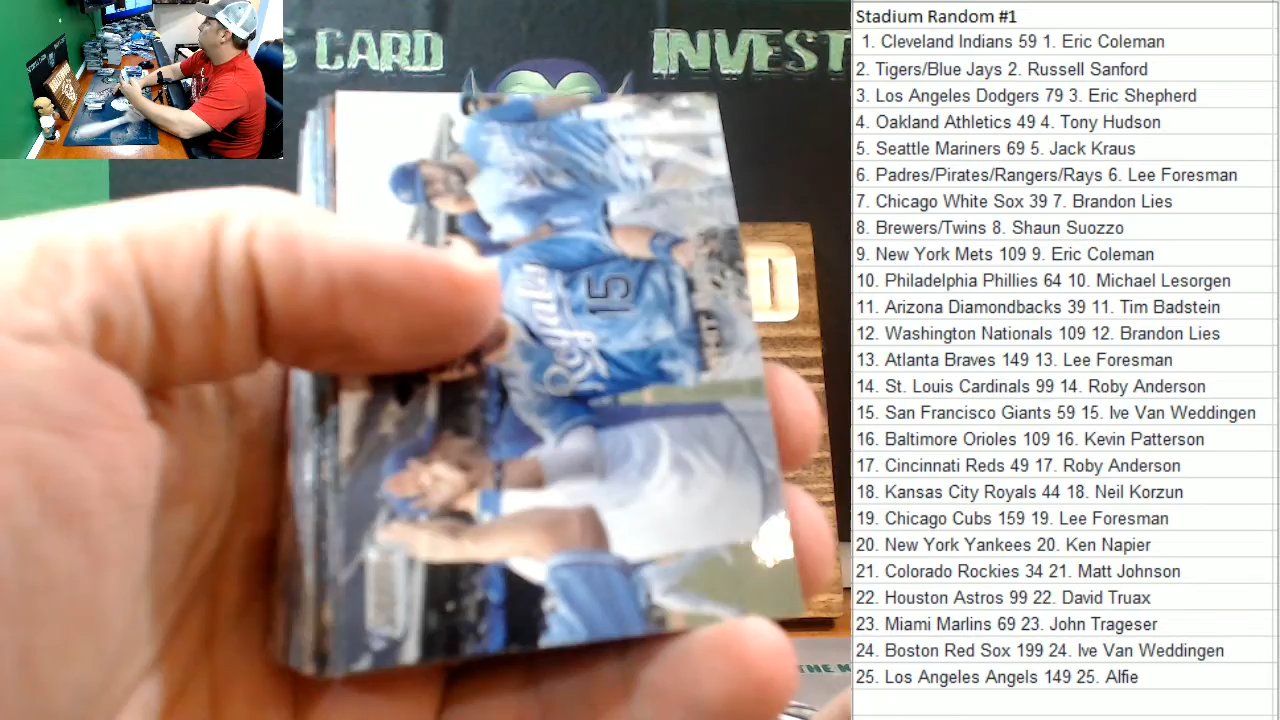 S CARD INVEST
Royals
15
THE
Stadium Random #1
1. Cleveland Indians 59 1. Eric Coleman
2. Tigers/Blue Jays 2. Russell Sanford
3. Los Angeles Dodgers 79 3. Eric Shepherd
4. Oakland Athletics 49 4. Tony Hudson
5. Seattle Mariners 69 5. Jack Kraus
6. Padres/Pirates/Rangers/Rays 6. Lee Foresman
7. Chicago White Sox 39 7. Brandon Lies
8. Brewers/Twins 8. Shaun Suozzo
9. New York Mets 109 9. Eric Coleman
10. Philadelphia Phillies 64 10. Michael Lesorgen
11. Arizona Diamondbacks 39 11. Tim Badstein
12. Washington Nationals 109 12. Brandon Lies
13. Atlanta Braves 149 13. Lee Foresman
14. St. Louis Cardinals 99 14. Roby Anderson
15. San Francisco Giants 59 15. Ive Van Weddingen
16. Baltimore Orioles 109 16. Kevin Patterson
17. Cincinnati Reds 49 17. Roby Anderson
18. Kansas City Royals 44 18. Neil Korzun
19. Chicago Cubs 159 19. Lee Foresman
20. New York Yankees 20. Ken Napier
21. Colorado Rockies 34 21. Matt Johnson
22. Houston Astros 99 22. David Truax
23. Miami Marlins 69 23. John Trageser
24. Boston Red Sox 199 24. Ive Van Weddingen
25. Los Angeles Angels 149 25. Alfie